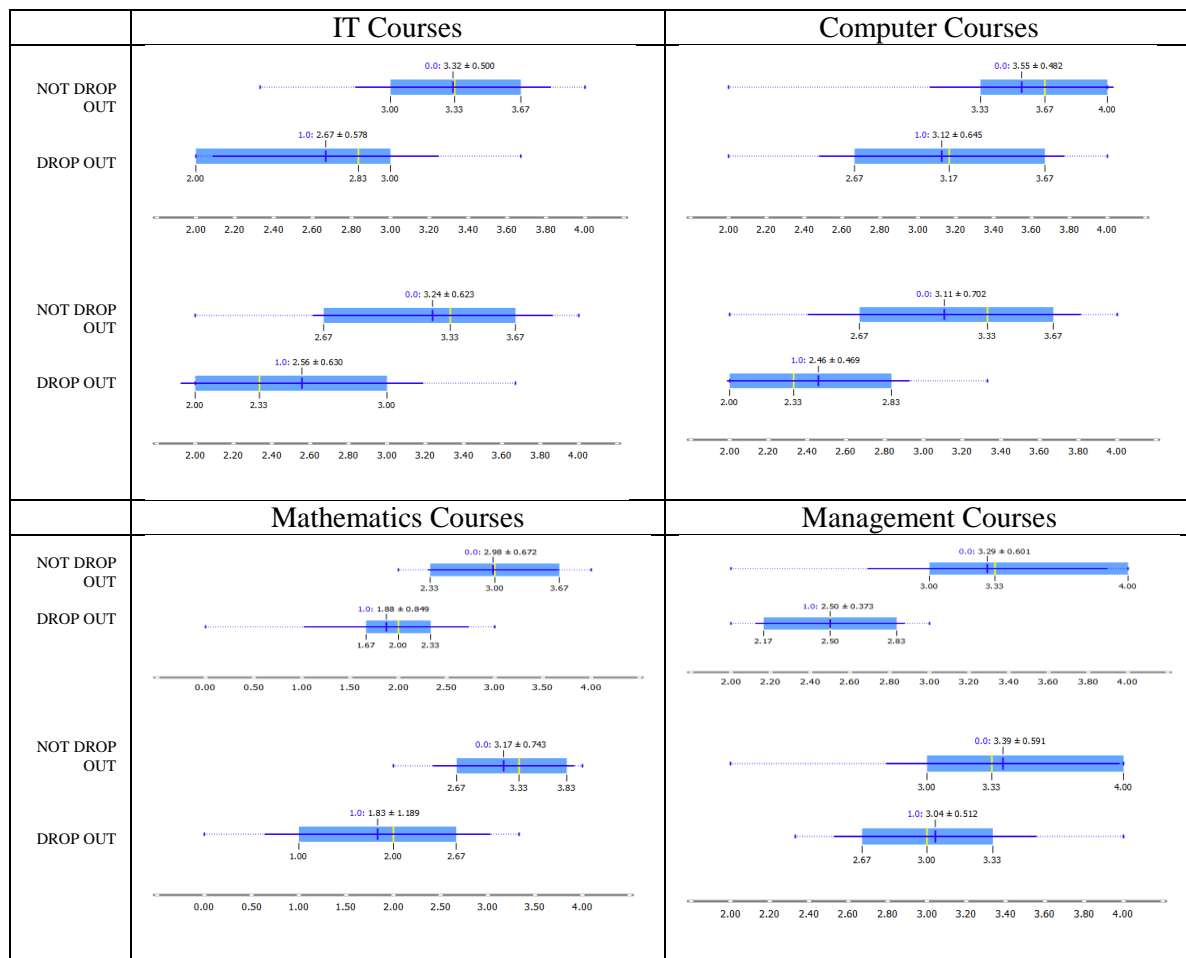 IT Courses
Computer Courses
NOT DROP
OUT
0.0: 3.32 ± 0.500
3.00 3.33 3.67
DROP OUT
1.0: 2.67 ± 0.578
2.00 2.83 3.00
2.00 2.20 2.40 2.60 2.80 3.00 3.20 3.40 3.60 3.80 4.00
0.0: 3.55 ± 0.482
3.33 3.67 4.00
1.0: 3.12 ± 0.645
2.67 3.17 3.67
2.00 2.20 2.40 2.60 2.80 3.00 3.20 3.40 3.60 3.80 4.00
NOT DROP
OUT
0.0: 3.24 ± 0.623
2.67 3.33 3.67
DROP OUT
1.0: 2.56 ± 0.630
2.00 2.33 3.00
2.00 2.20 2.40 2.60 2.80 3.00 3.20 3.40 3.60 3.80 4.00
0.0: 3.11 ± 0.702
2.67 3.33 3.67
1.0: 2.46 ± 0.469
2.00 2.33 2.83
2.00 2.20 2.40 2.60 2.80 3.00 3.20 3.40 3.60 3.80 4.00
Mathematics Courses
Management Courses
NOT DROP
OUT
0.0: 2.98 ± 0.672
2.33 3.00 3.67
DROP OUT
1.0: 1.88 ± 0.849
1.67 2.00 2.33
0.00 0.50 1.00 1.50 2.00 2.50 3.00 3.50 4.00
0.0: 3.29 ± 0.601
3.00 3.33 4.00
1.0: 2.50 ± 0.373
2.17 2.50 2.83
2.00 2.20 2.40 2.60 2.80 3.00 3.20 3.40 3.60 3.80 4.00
NOT DROP
OUT
0.0: 3.17 ± 0.743
2.67 3.33 3.83
DROP OUT
1.0: 1.83 ± 1.189
1.00 2.00 2.67
0.00 0.50 1.00 1.50 2.00 2.50 3.00 3.50 4.00
0.0: 3.39 ± 0.591
3.00 3.33 4.00
1.0: 3.04 ± 0.512
2.67 3.00 3.33
2.00 2.20 2.40 2.60 2.80 3.00 3.20 3.40 3.60 3.80 4.00